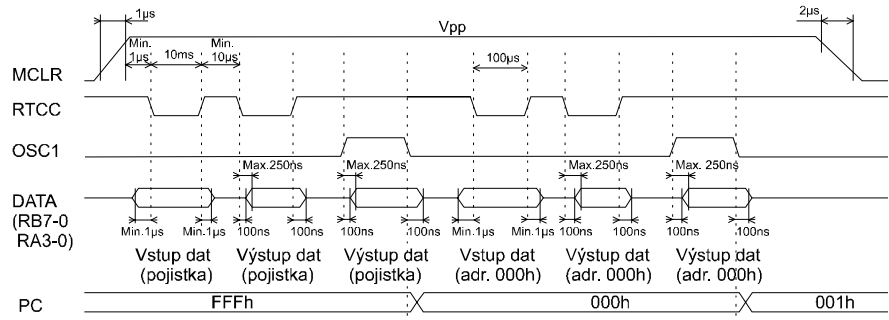 1µs
Vpp
2µs
Min. 1µs
10ms
Min. 10µs
100µs
MCLR
RTCC
OSC1
Max.250ns
Max.250ns
Max. 250ns
Max. 250ns
DATA
(RB7-0
RA3-0)
Min.1µs
Min.1µs
100ns
100ns
100ns
100ns
Min.1µs
Min.1µs
100ns
100ns
100ns
100ns
Vstup dat
(pojistka)
Výstup dat
(pojistka)
Výstup dat
(pojistka)
Vstup dat
(adr. 000h)
Výstup dat
(adr. 000h)
Výstup dat
(adr. 000h)
PC
FFFh
000h
001h